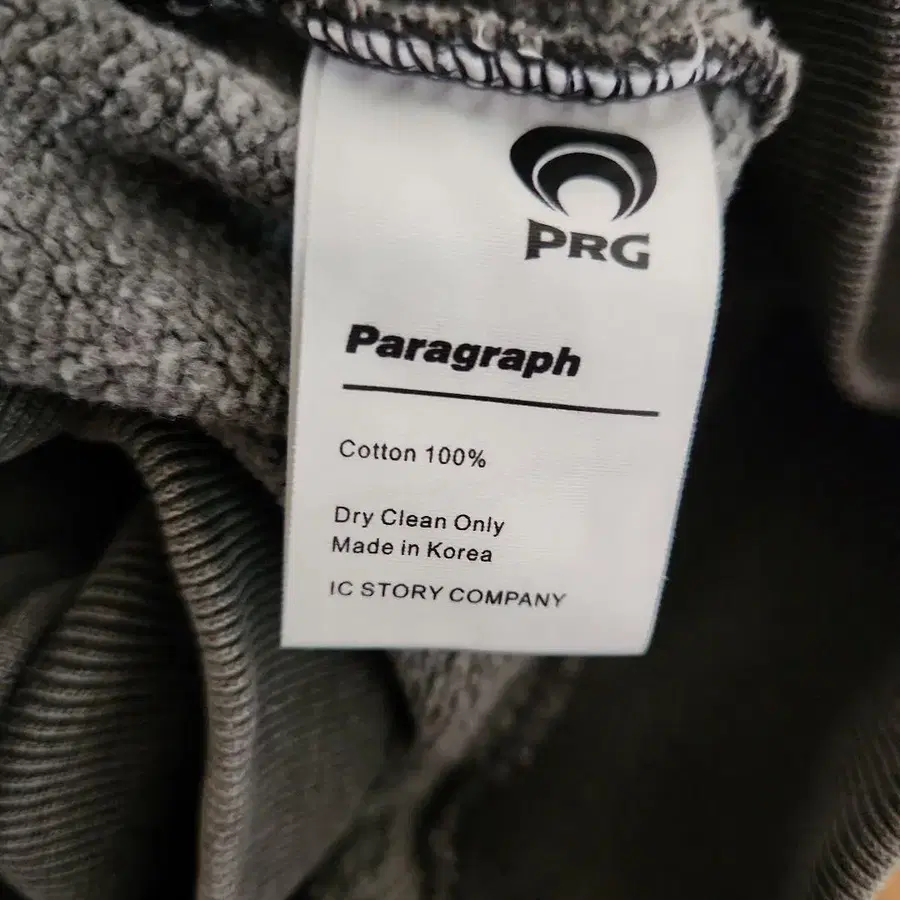 PRG
Paragraph
Cotton 100%
Dry Clean Only
Made in Korea
IC STORY COMPANY